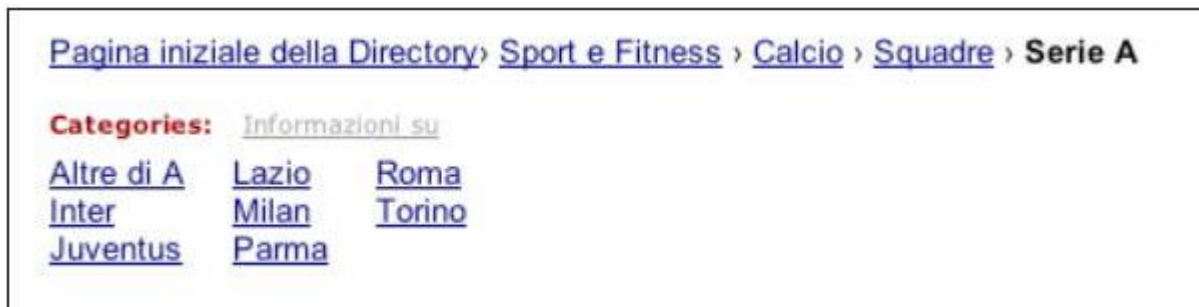 Pagina iniziale della Directory› Sport e Fitness › Calcio › Squadre › Serie A
Categories: Informazioni su
Altre di A Lazio Roma
Inter Milan Torino
Juventus Parma